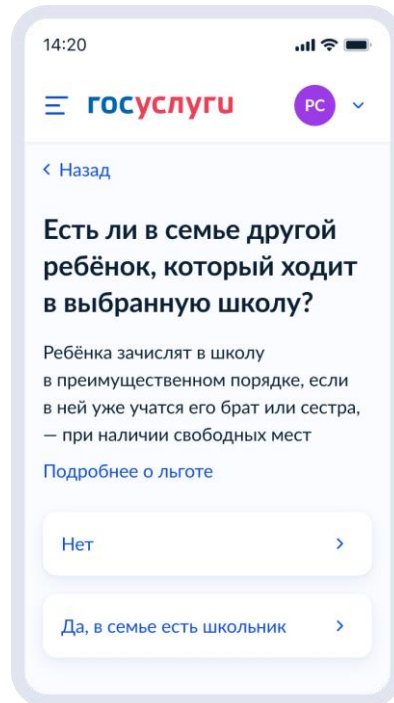 14:20
госуслуги
РС
Назад
Есть ли в семье другой
ребёнок, который ходит
в выбранную школу?
Ребёнка зачислят в школу
в преимущественном порядке, если
в ней уже учатся его брат или сестра,
— при наличии свободных мест
Подробнее о льготе
Нет
Да, в семье есть школьник